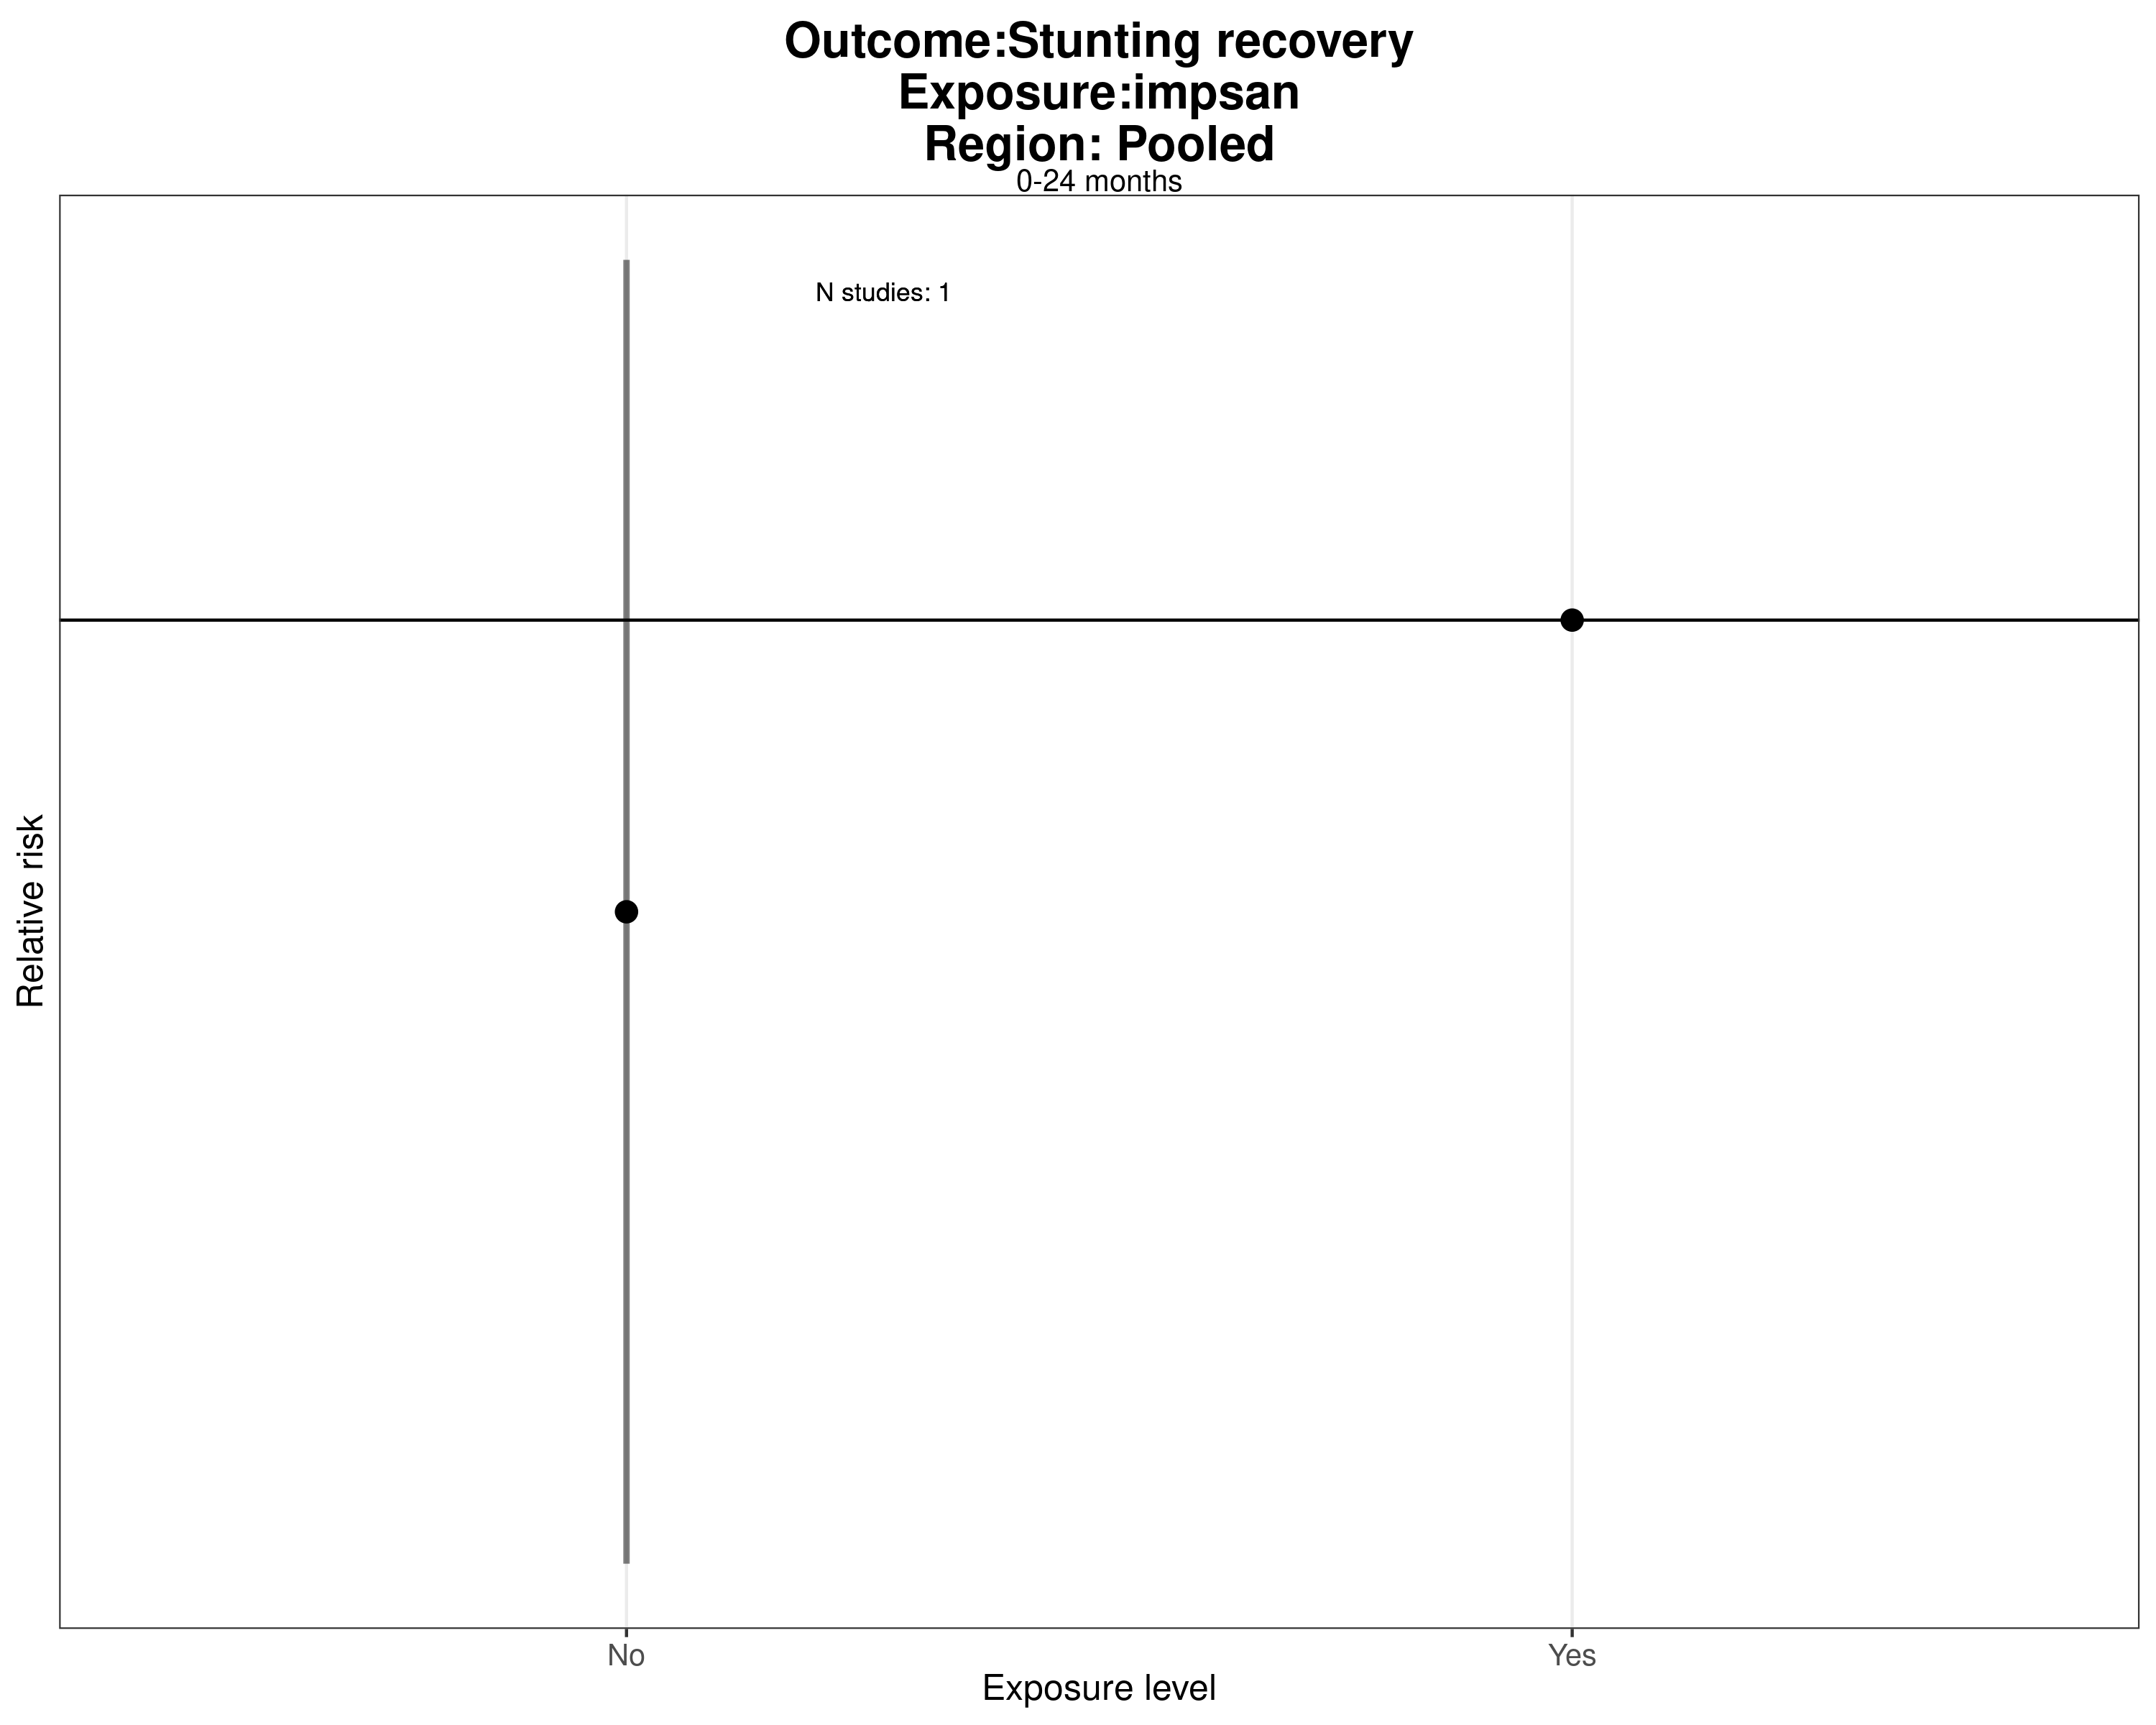 Outcome:Stunting recovery
Exposure:impsan
Region: Pooled
0-24 months
N studies: 1
Relative risk
No
Yes
Exposure level